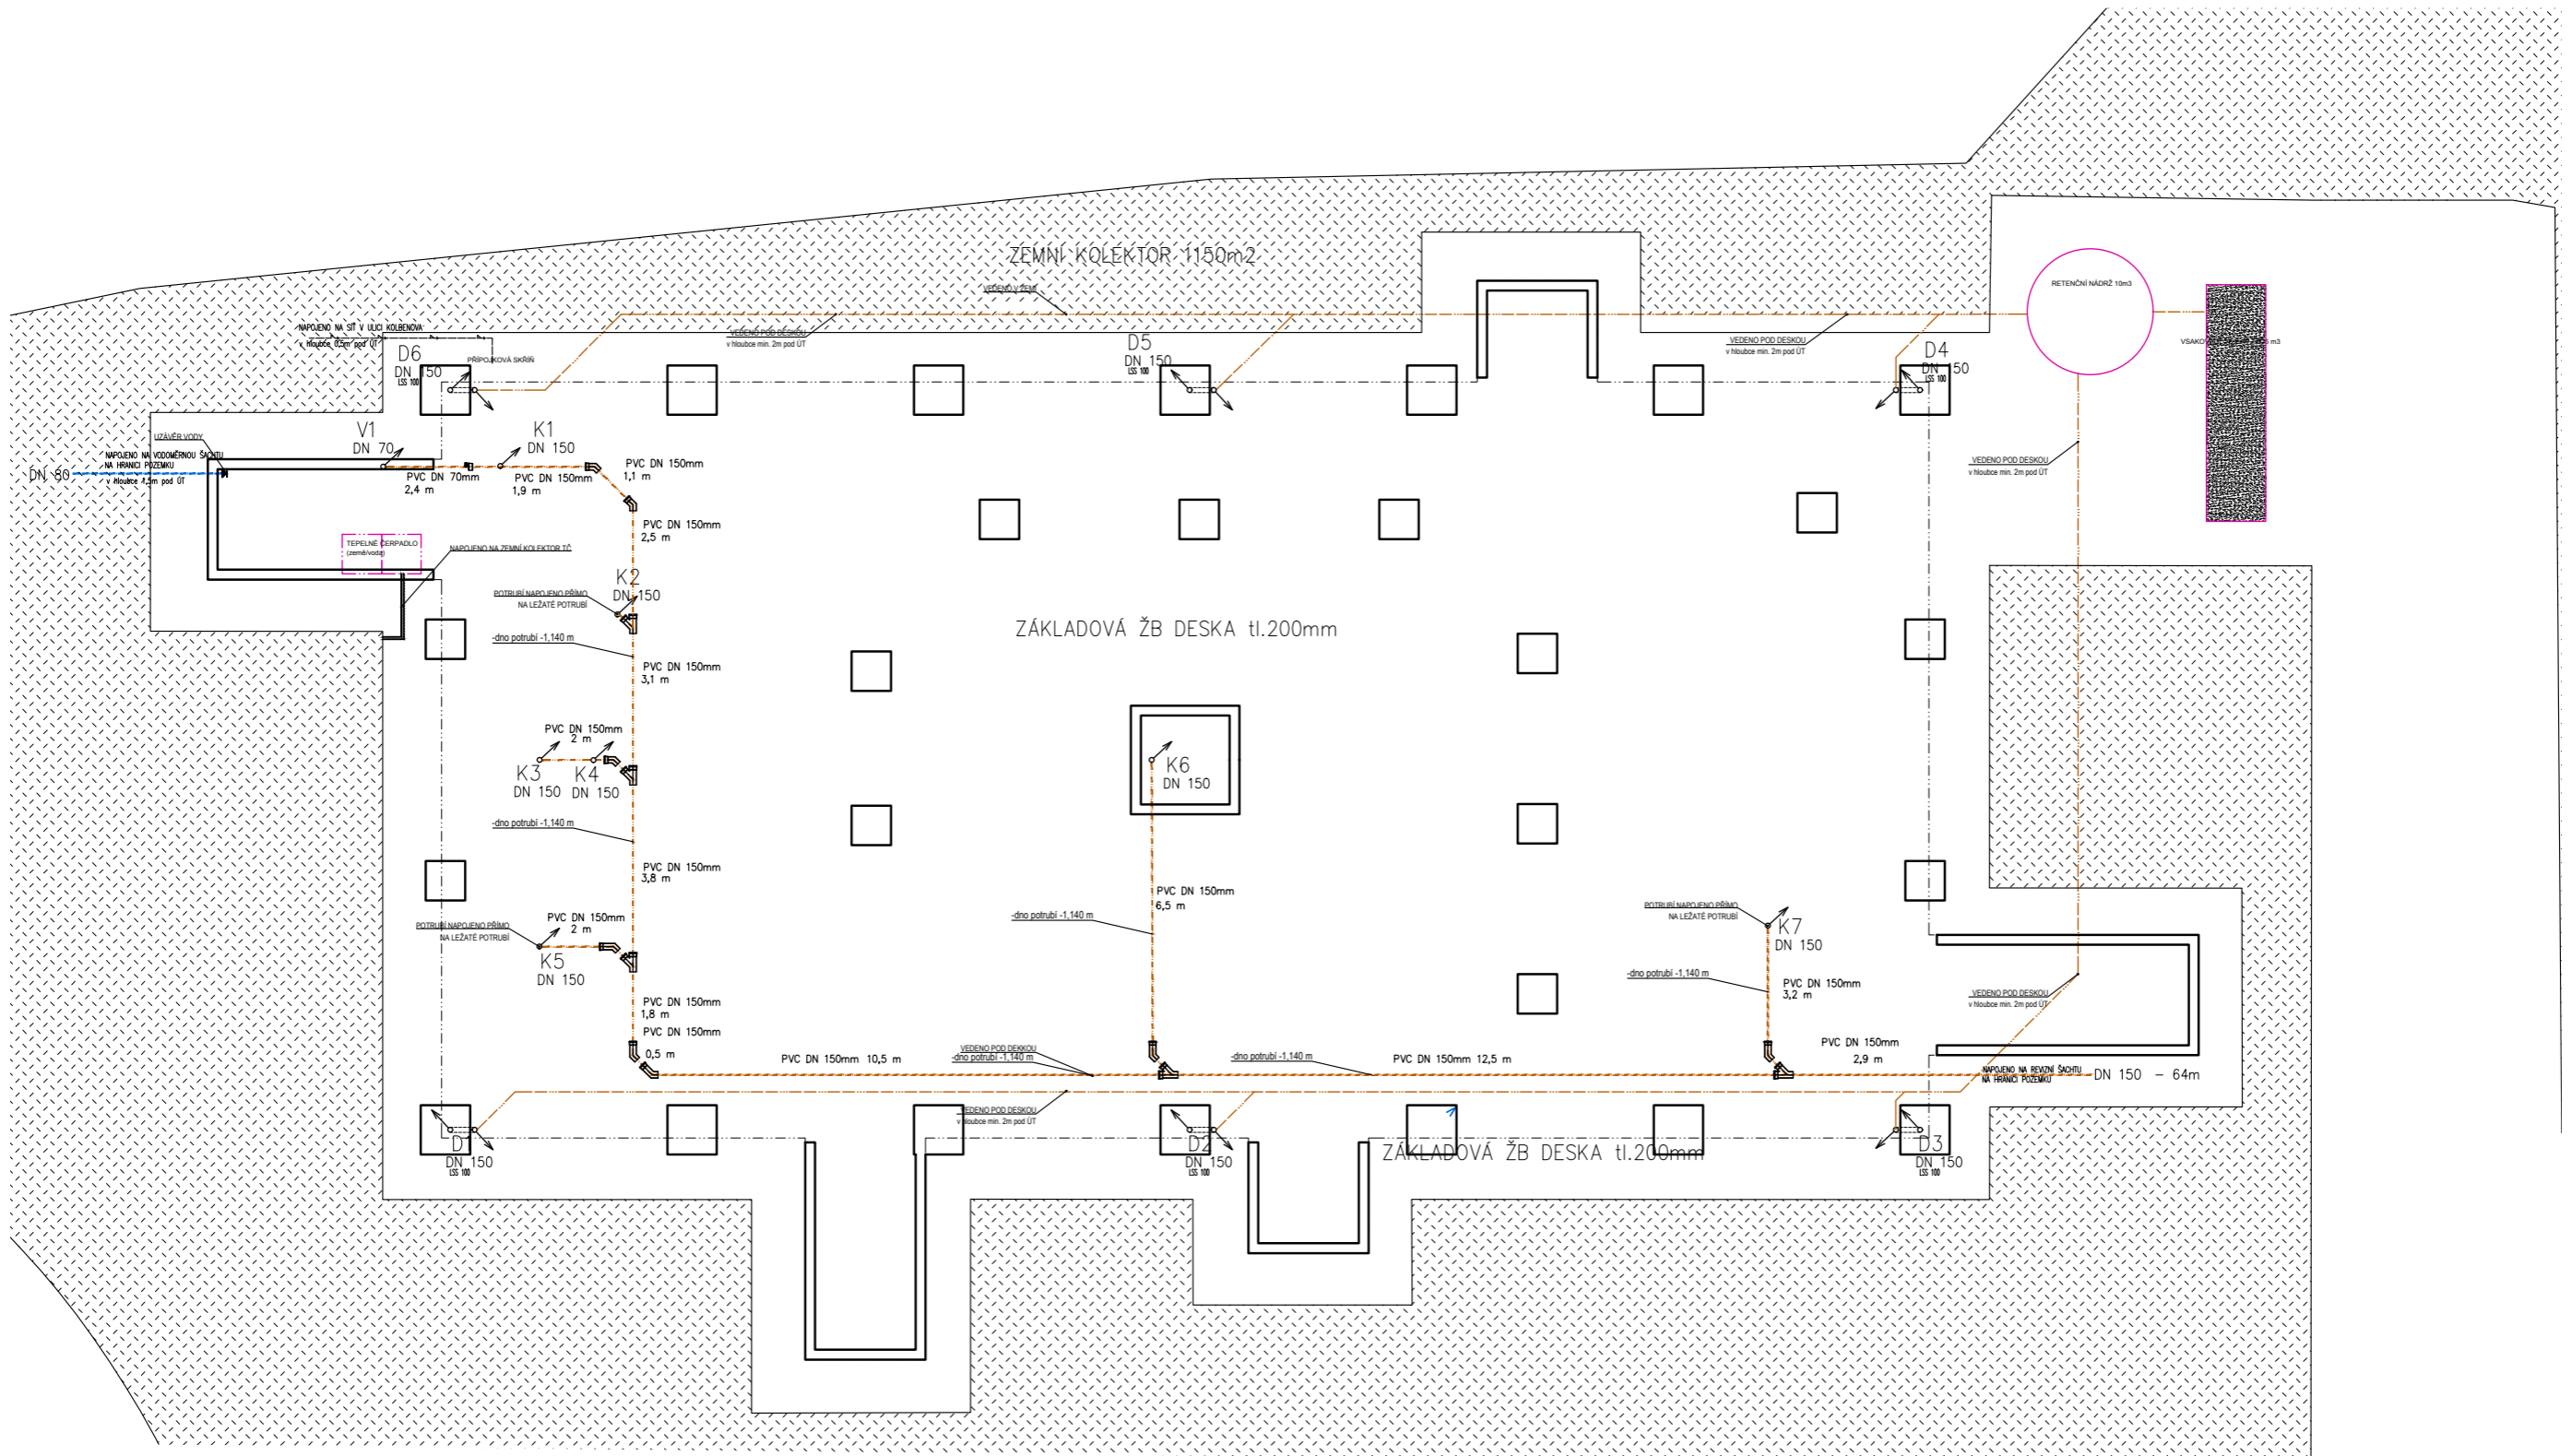 ZEMNÍ KOLEKTOR 1150m2
RETENČNÍ NÁDRŽ 10m3
VEDENO V ZEMI
NAPOJENO NA SÍŤ V ULICI KOLBENOVA
v hloubce 0,5m pod ÚT
VEDENO POD DESKOU
v hloubce min. 2m pod ÚT
VEDENO POD DESKOU
v hloubce min. 2m pod ÚT
m3
D6
DN 150
LSS 100
PŘÍPOJKOVÁ SKŘÍŇ
D5
DN 150
LSS 100
D4
DN 150
LSS 100
V1
DN 70
K1
DN 150
UZÁVĚR VODY
NAPOJENO NA VODOMĚRNOU ŠACHTU
NA HRANICI POZEMKU
v hloubce 1,5m pod ÚT
DN 80
PVC DN 70mm
2,4 m
PVC DN 150mm
1,9 m
PVC DN 150mm
1,1 m
VEDENO POD DESKOU
v hloubce min. 2m pod ÚT
PVC DN 150mm
2,5 m
TEPELNÉ ČERPADLO
(země/voda)
NAPOJENO NA ZEMNÍ KOLEKTOR TČ
K2
DN 150
POTRUBÍ NAPOJENO PŘÍMO
NA LEŽATÉ POTRUBÍ
-dno potrubí -1,140 m
ZÁKLADOVÁ ŽB DESKA tl.200mm
PVC DN 150mm
3,1 m
PVC DN 150mm
2 m
K3
DN 150
K4
DN 150
K6
DN 150
-dno potrubí -1,140 m
PVC DN 150mm
3,8 m
PVC DN 150mm
6,5 m
-dno potrubí -1,140 m
POTRUBÍ NAPOJENO PŘÍMO
NA LEŽATÉ POTRUBÍ
PVC DN 150mm
2 m
K5
DN 150
POTRUBÍ NAPOJENO PŘÍMO
NA LEŽATÉ POTRUBÍ
K7
DN 150
-dno potrubí -1,140 m
PVC DN 150mm
3,2 m
VEDENO POD DESKOU
v hloubce min. 2m pod ÚT
PVC DN 150mm
1,8 m
PVC DN 150mm
0,5 m
PVC DN 150mm 10,5 m
VEDENO POD DEKKOU
-dno potrubí -1,140 m
-dno potrubí -1,140 m
PVC DN 150mm 12,5 m
PVC DN 150mm
2,9 m
NAPOJENO NA REVIZNÍ ŠACHTU
NA HRANICI POZEMKU
DN 150 - 64m
VEDENO POD DESKOU
v hloubce min. 2m pod ÚT
D1
DN 150
LSS 100
D2
DN 150
LSS 100
ZÁKLADOVÁ ŽB DESKA tl.200mm
D3
DN 150
LSS 100